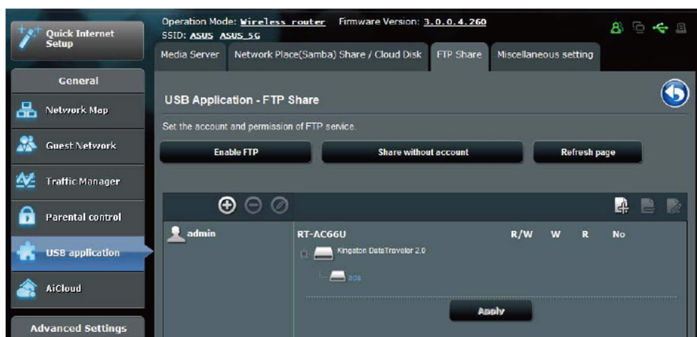 Quick Internet
Setup
Operation Mode: Wireless router Firmware Version: 3.0.0.4.260
SSID: ASUS ASUS_5G
Media Server Network Place(Samba) Share / Cloud Disk FTP Share Miscellaneous setting
General
Network Map
Guest Network
Traffic Manager
Parental control
USB application
AiCloud
Advanced Settings
USB Application - FTP Share
Set the account and permission of FTP service.
Enable FTP Share without account Refresh page
admin
RT-AC66U R/W W R No
Kingston DataTraveler 2.0
Apply